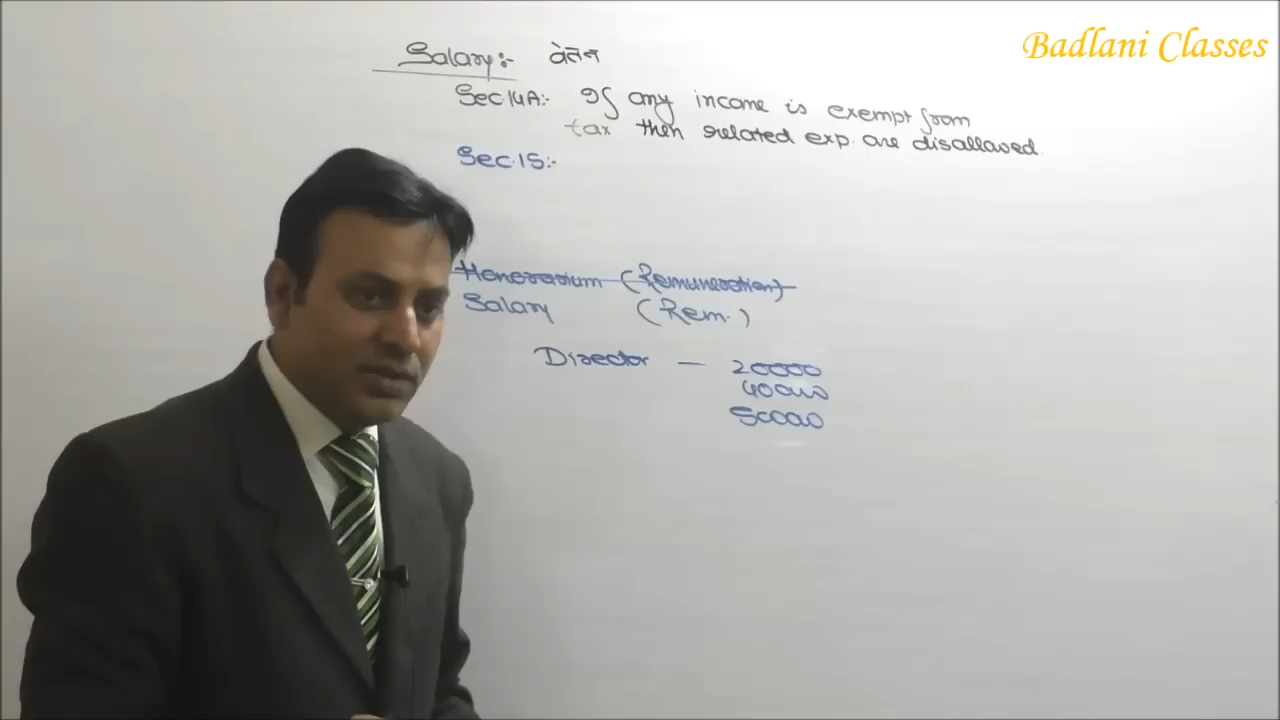 Badlani Classes
Salary:- वेतन
Sec 14A:- If any income is exempt from
tax then related exp. are disallowed.
Sec.15:-
Honorarium (Remuneration)
Salary (Rem.)
Director — 20000
40000
50000